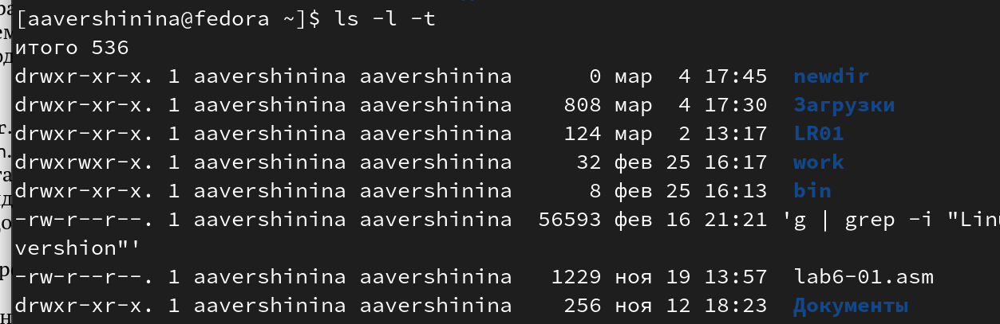 [aavershinina@fedora ~]$ ls -l -t
итого 536
drwxr-xr-x. 1 aavershinina aavershinina 0 мар 4 17:45 newdir
drwxr-xr-x. 1 aavershinina aavershinina 808 мар 4 17:30 Загрузки
drwxr-xr-x. 1 aavershinina aavershinina 124 мар 2 13:17 LR01
drwxrwxr-x. 1 aavershinina aavershinina 32 фев 25 16:17 work
drwxr-xr-x. 1 aavershinina aavershinina 8 фев 25 16:13 bin
-rw-r--r--. 1 aavershinina aavershinina 56593 фев 16 21:21 'g | grep -i "Lin
vershion"'
-rw-r--r--. 1 aavershinina aavershinina 1229 ноя 19 13:57 lab6-01.asm
drwxr-xr-x. 1 aavershinina aavershinina 256 ноя 12 18:23 Документы